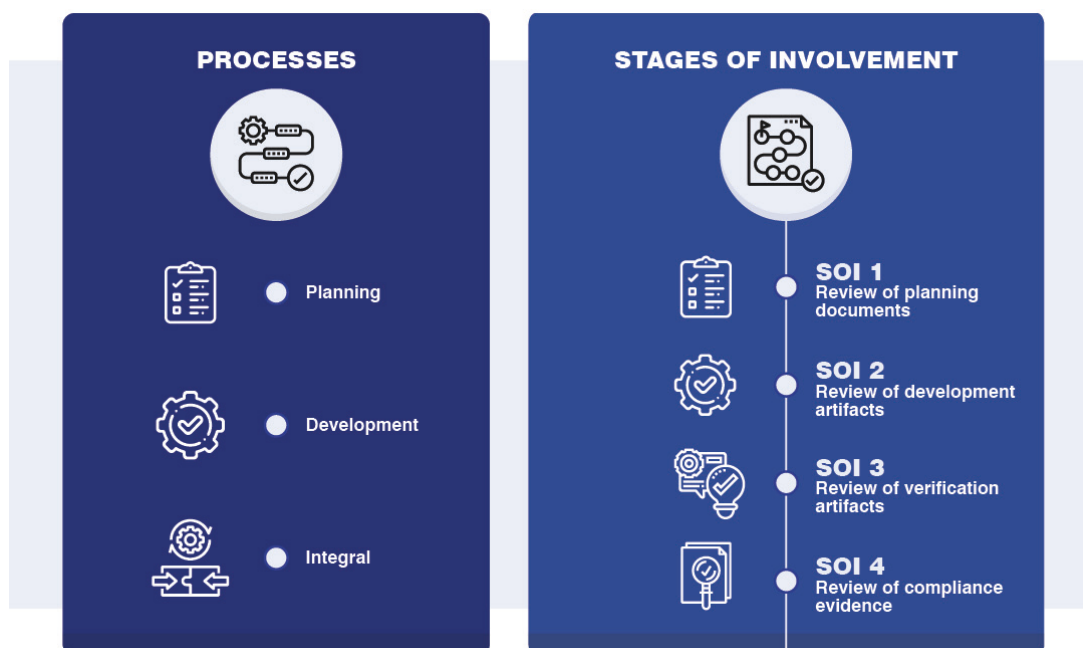 PROCESSES
Planning
Development
Integral
STAGES OF INVOLVEMENT
SOI 1
Review of planning
documents
SOI 2
Review of development
artifacts
SOI 3
Review of verification
artifacts
SOI 4
Review of compliance
evidence